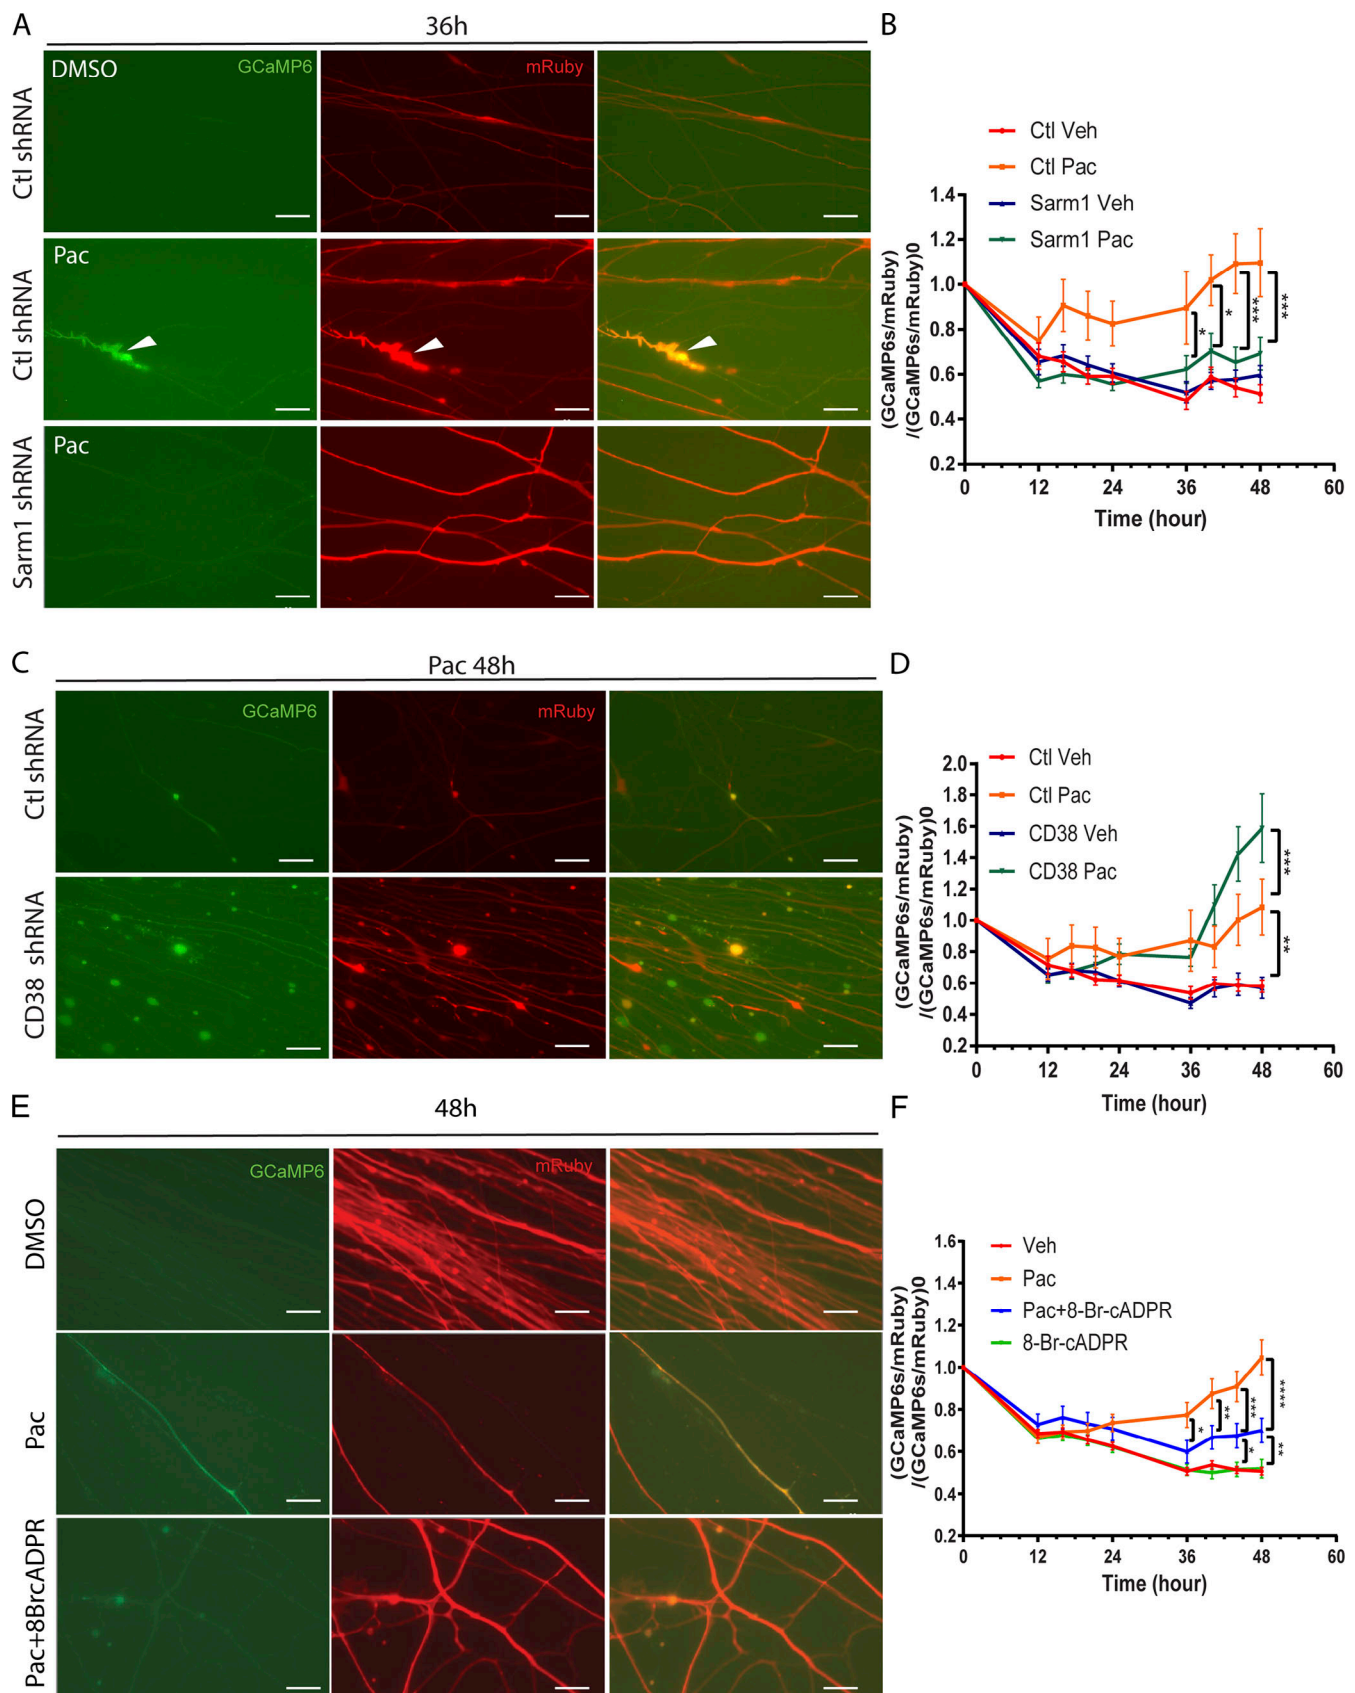 A
36h
DMSO
GCaMP6
mRuby
Ctl shRNA
Pac
Ctl shRNA
Pac
Sarm1 shRNA
B
Ctl Veh
Ctl Pac
Sarm1 Veh
Sarm1 Pac
(GCaMP6s/mRuby)
/(GCaMP6s/mRuby)0
1.4
1.2
1.0
0.8
0.6
0.4
0.2
*
*
***
***
0 12 24 36 48 60
Time (hour)
C
Pac 48h
GCaMP6
mRuby
Ctl shRNA
CD38 shRNA
D
Ctl Veh
Ctl Pac
CD38 Veh
CD38 Pac
(GCaMP6s/mRuby)
/(GCaMP6s/mRuby)0
2.0
1.8
1.6
1.4
1.2
1.0
0.8
0.6
0.4
0.2
***
**
0 12 24 36 48 60
Time (hour)
E
48h
GCaMP6
mRuby
DMSO
Pac
Pac+8BrcADPR
F
Veh
Pac
Pac+8-Br-cADPR
8-Br-cADPR
(GCaMP6s/mRuby)
/(GCaMP6s/mRuby)0
1.6
1.4
1.2
1.0
0.8
0.6
0.4
0.2
*
**
***
****
*
**
0 12 24 36 48 60
Time (hour)